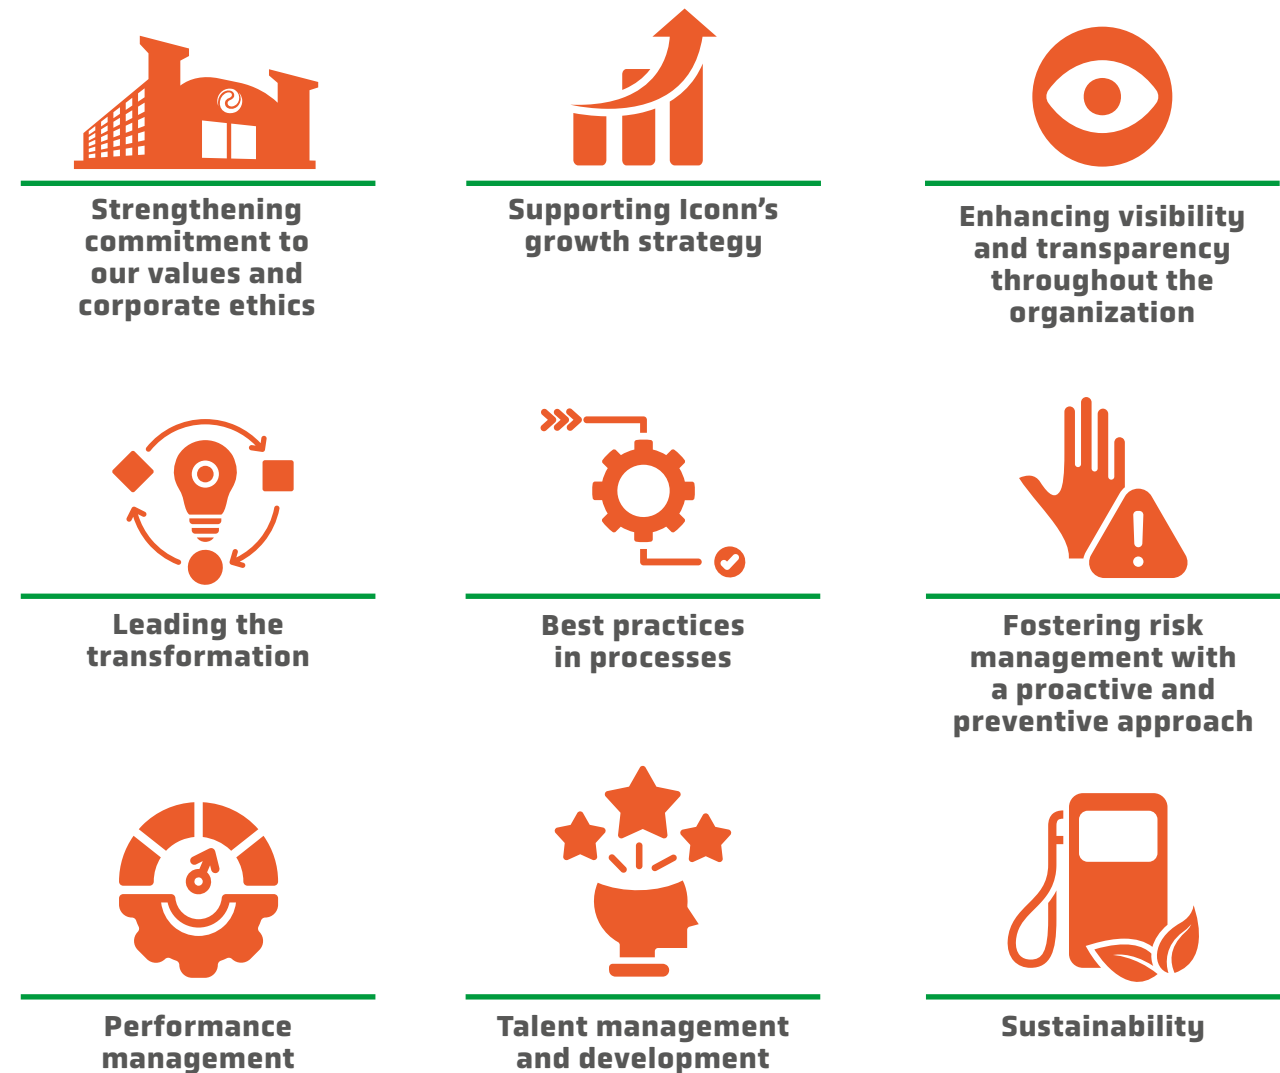 Strengthening
commitment to
our values and
corporate ethics
Supporting Iconn’s
growth strategy
Enhancing visibility
and transparency
throughout the
organization
Leading the
transformation
Best practices
in processes
Fostering risk
management with
a proactive and
preventive approach
Performance
management
Talent management
and development
Sustainability